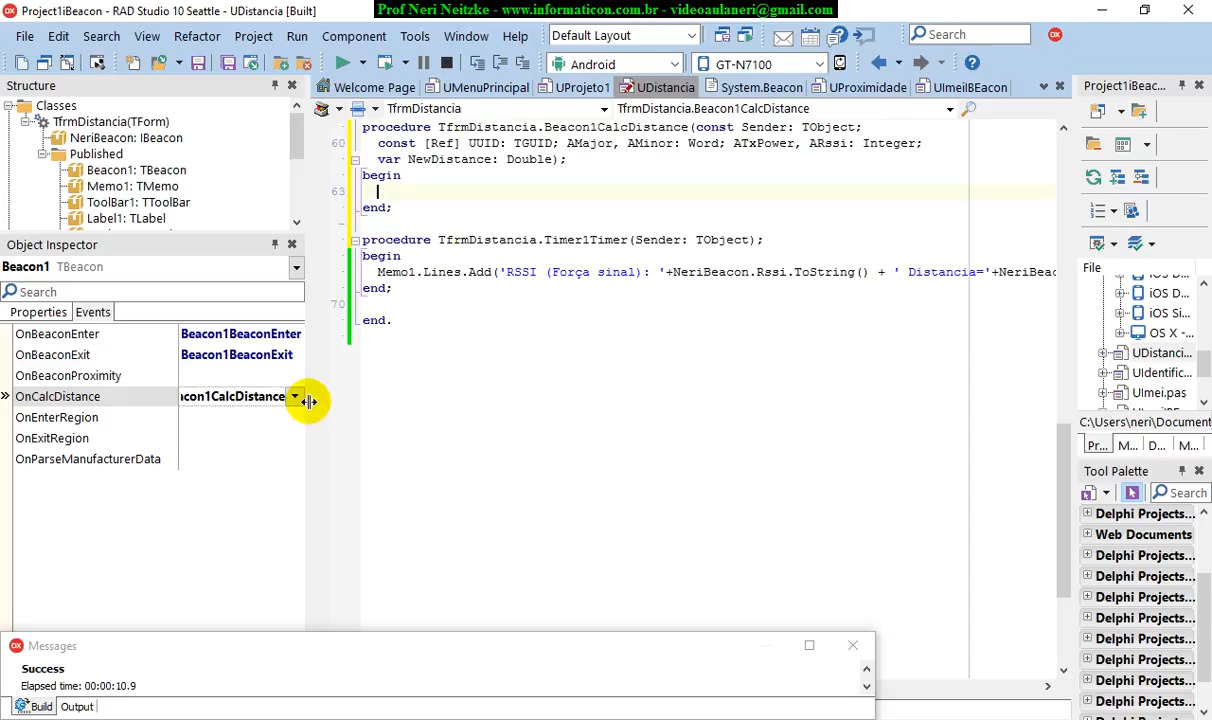 Project1iBeacon - RAD Studio 10 Seattle - UDistancia [Built]
Prof Neri Neitzke - www.informaticon.com.br - videoaulaneri@gmail.com
File Edit Search View Refactor Project Run Component Tools Window Help
Default Layout
Search
Android
GT-N7100
Structure
Welcome Page
UMenuPrincipal
UProjeto1
UDistancia
System.Beacon
UProximidade
UImeilBEacon
Project1iBeac...
Classes
TfrmDistancia(TForm)
NeriBeacon: IBeacon
Published
Beacon1: TBeacon
Memo1: TMemo
ToolBar1: TToolBar
Label1: TLabel
TfrmDistancia
TfrmDistancia.Beacon1CalcDistance
procedure TfrmDistancia.Beacon1CalcDistance(const Sender: TObject;
60 const [Ref] UUID: TGUID; AMajor, AMinor: Word; ATxPower, ARssi: Integer;
var NewDistance: Double);
begin
63
end;
procedure TfrmDistancia.Timer1Timer(Sender: TObject);
begin
Memo1.Lines.Add('RSSI (Força sinal): '+NeriBeacon.Rssi.ToString() + ' Distancia='+NeriBeac
end;
70
end.
Object Inspector
Beacon1 TBeacon
Search
Properties Events
OnBeaconEnter Beacon1BeaconEnter
OnBeaconExit Beacon1BeaconExit
OnBeaconProximity
OnCalcDistance acon1CalcDistance
OnEnterRegion
OnExitRegion
OnParseManufacturerData
File
iOS D...
iOS D...
iOS Si...
OS X -...
UDistanci...
UIdentific...
UImei.pas
UImeilBE...
C:\Users\neri\Document
Pr... M... D... M...
Tool Palette
Search
Delphi Projects...
Web Documents
Delphi Projects...
Delphi Projects...
Delphi Projects...
Delphi Projects...
Delphi Projects...
Delphi Projects...
Delphi Projects...
Delphi Projects...
Messages
Success
Elapsed time: 00:00:10.9
Build Output